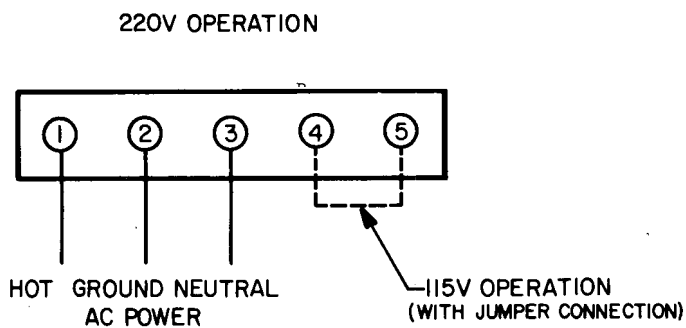 220V OPERATION
1 2 3 4 5
HOT GROUND NEUTRAL
AC POWER
115V OPERATION
(WITH JUMPER CONNECTION)